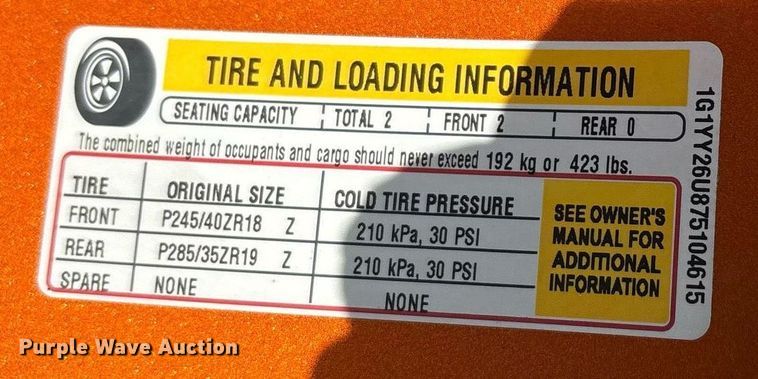 TIRE AND LOADING INFORMATION
SEATING CAPACITY TOTAL 2 FRONT 2 REAR 0
The combined weight of occupants and cargo should never exceed 192 kg or 423 lbs.
TIRE ORIGINAL SIZE COLD TIRE PRESSURE
FRONT P245/40ZR18 Z 210 kPa, 30 PSI
REAR P285/35ZR19 Z 210 kPa, 30 PSI
SPARE NONE NONE
SEE OWNER'S
MANUAL FOR
ADDITIONAL
INFORMATION
1G1YY26U875104615
Purple Wave Auction